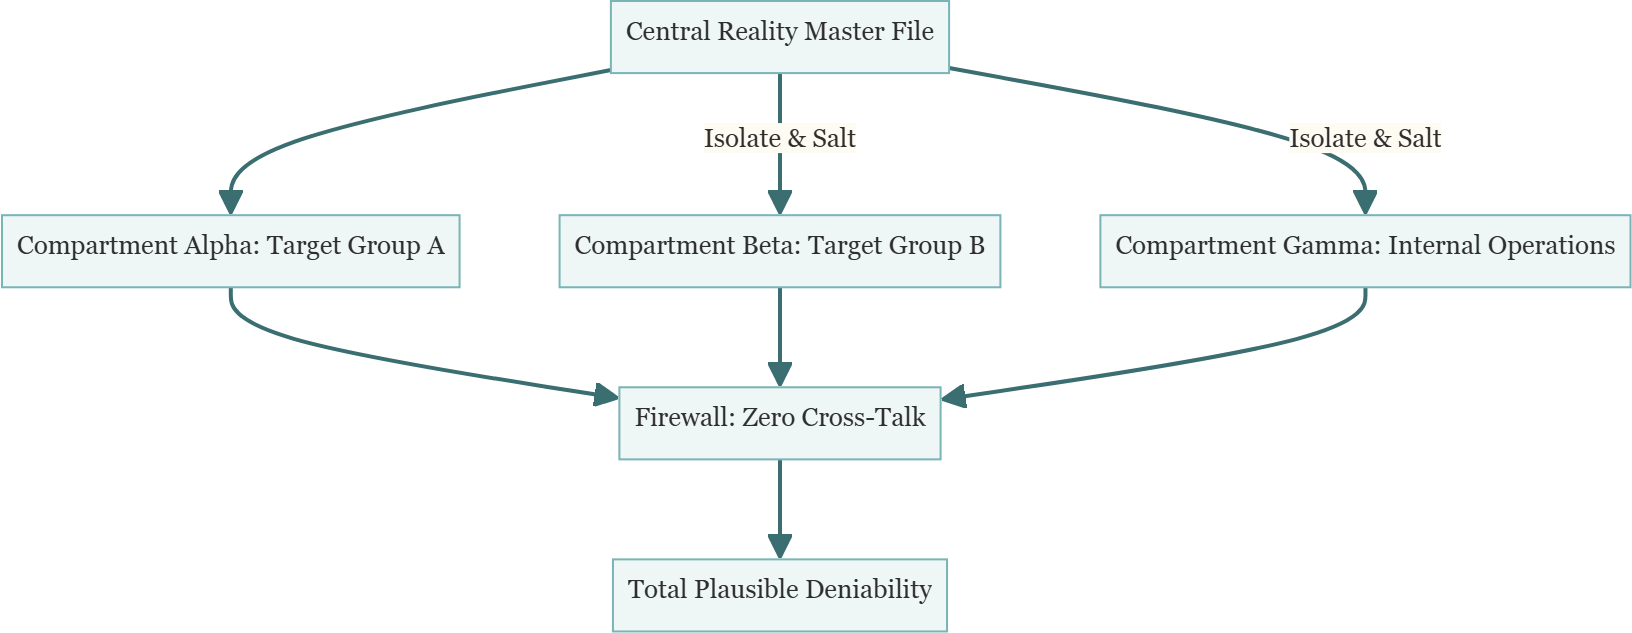 Central Reality Master File
Isolate & Salt
Isolate & Salt
Compartment Alpha: Target Group A
Compartment Beta: Target Group B
Compartment Gamma: Internal Operations
Firewall: Zero Cross-Talk
Total Plausible Deniability